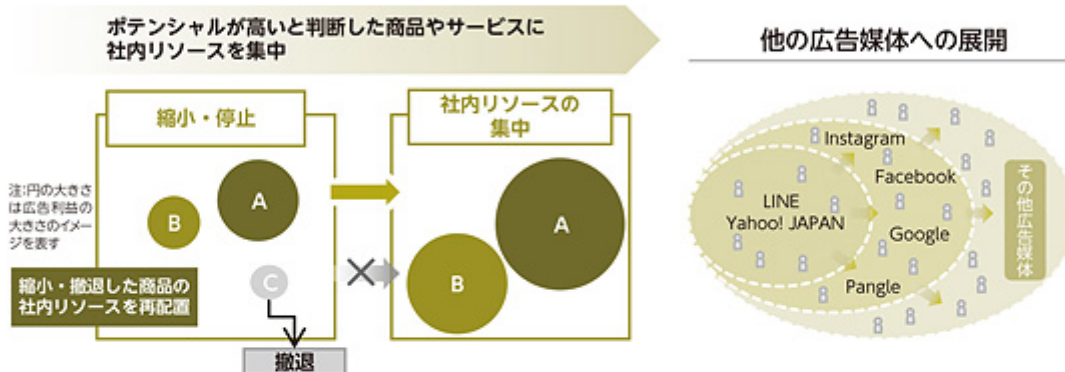 ポテンシャルが高いと判断した商品やサービスに
社内リソースを集中
縮小・停止
社内リソースの
集中
注:円の大きさ
は広告利益の
大きさのイメー
ジを表す
A
B
C
A
B
縮小・撤退した商品の
社内リソースを再配置
撤退
他の広告媒体への展開
Instagram
Facebook
LINE
Yahoo! JAPAN
Google
Pangle
その他広告媒体